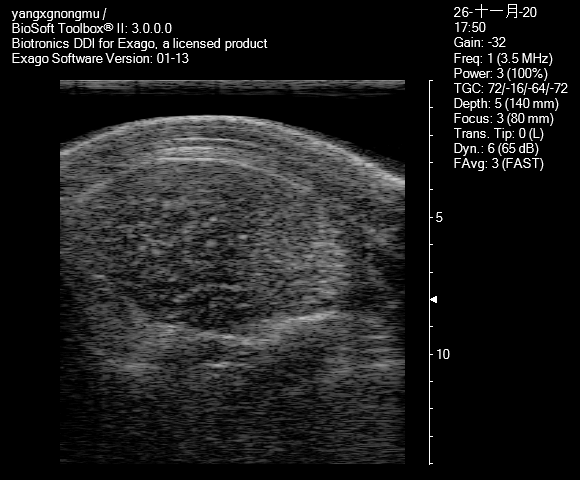 yangxgnongmu /
BioSoft Toolbox® II: 3.0.0.0
Biotronics DDI for Exago, a licensed product
Exago Software Version: 01-13
26-十一月-20
17:50
Gain: -32
Freq: 1 (3.5 MHz)
Power: 3 (100%)
TGC: 72/-16/-64/-72
Depth: 5 (140 mm)
Focus: 3 (80 mm)
Trans. Tip: 0 (L)
Dyn.: 6 (65 dB)
FAvg: 3 (FAST)
5
10